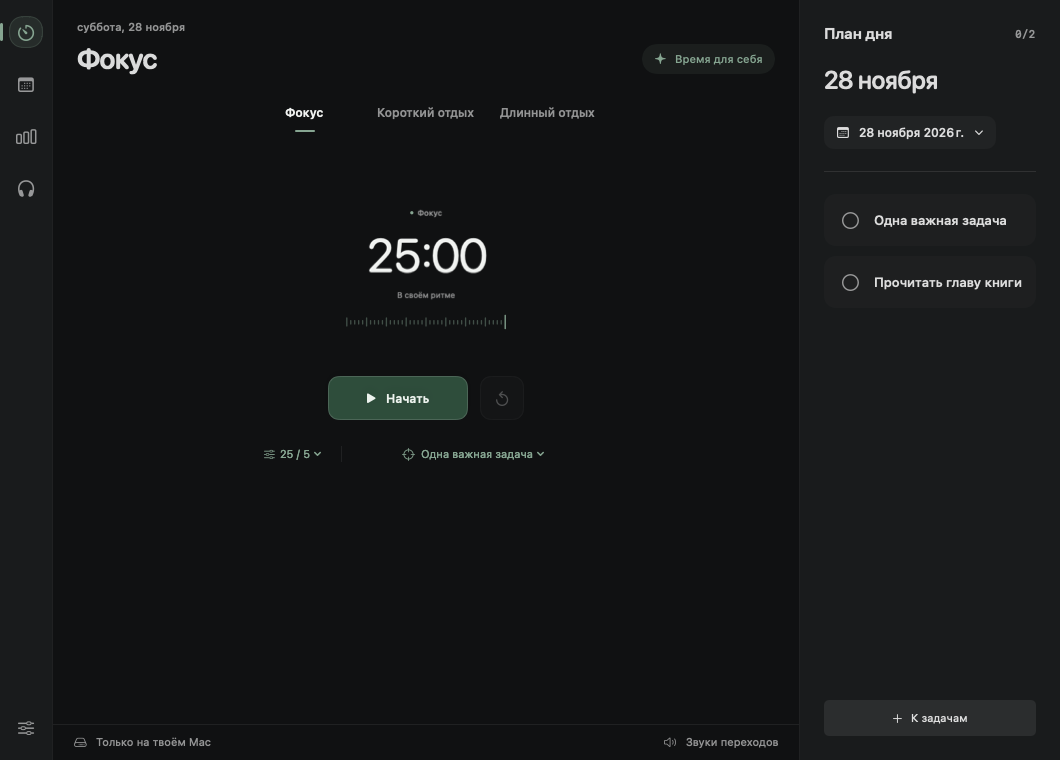 суббота, 28 ноября
Фокус
Время для себя
Фокус
Короткий отдых
Длинный отдых
Фокус
25:00
В своём ритме
Начать
25 / 5
Одна важная задача
Только на твоём Mac
Звуки переходов
План дня
0/2
28 ноября
28 ноября 2026 г.
Одна важная задача
Прочитать главу книги
К задачам